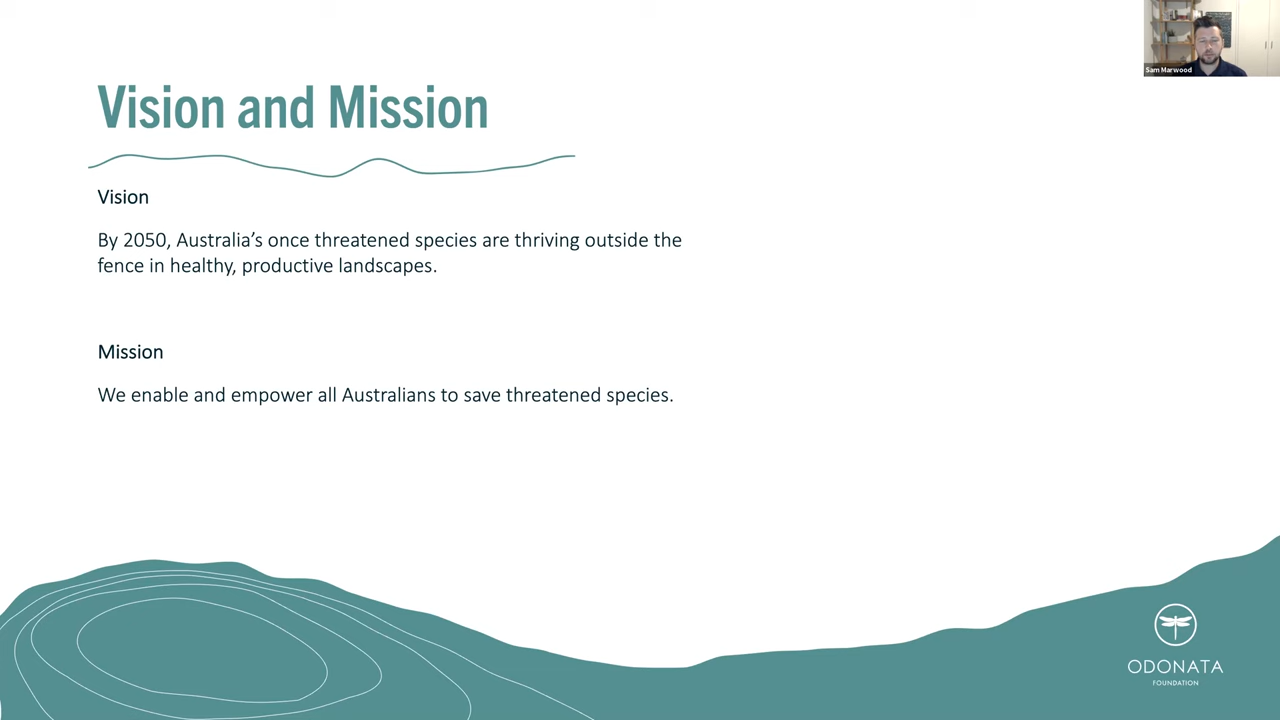 Sam Marwood
Vision and Mission
Vision
By 2050, Australia’s once threatened species are thriving outside the
fence in healthy, productive landscapes.
Mission
We enable and empower all Australians to save threatened species.
ODONATA
FOUNDATION